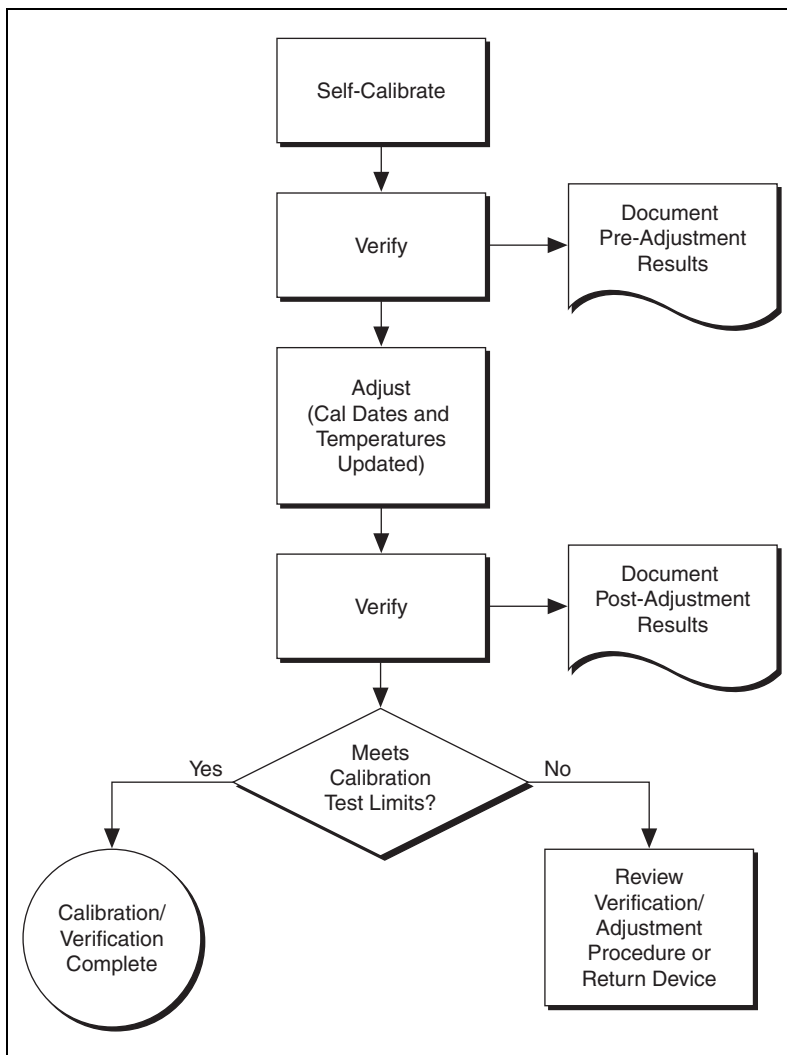 Self-Calibrate
Verify
Document
Pre-Adjustment
Results
Adjust
(Cal Dates and
Temperatures
Updated)
Verify
Document
Post-Adjustment
Results
Meets
Calibration
Test Limits?
Yes
No
Calibration/
Verification
Complete
Review
Verification/
Adjustment
Procedure or
Return Device